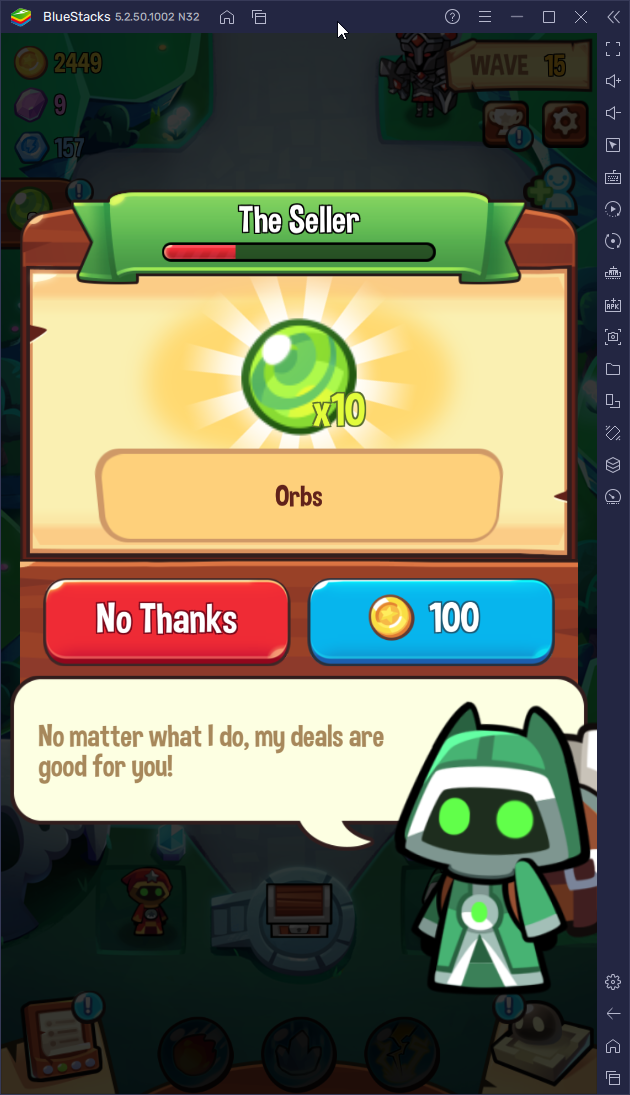 BlueStacks 5.2.50.1002 N32
2449
WAVE 15
9
157
The Seller
x10
Orbs
No Thanks
100
No matter what I do, my deals are
good for you!